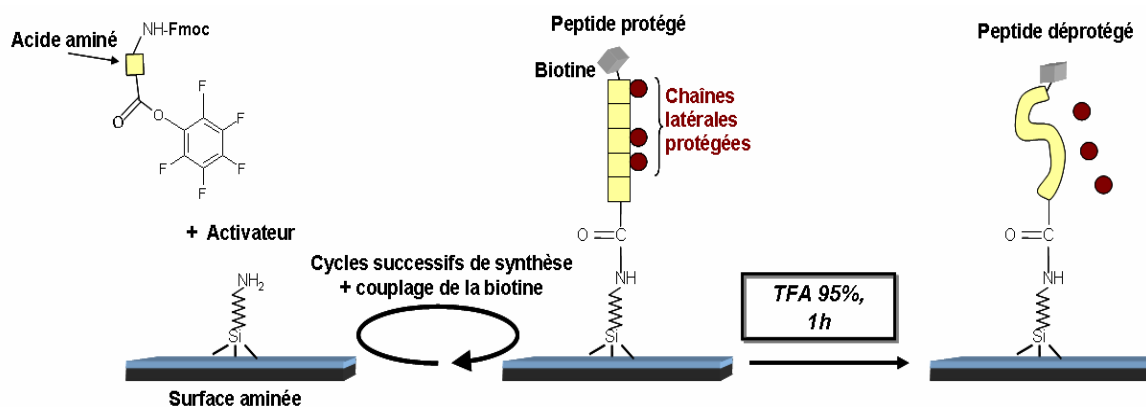 NH-Fmoc
Acide aminé
O
O
F
F
F
F
F
+ Activateur
NH2
Si
Surface aminée
Cycles successifs de synthèse
+ couplage de la biotine
Peptide protégé
Biotine
Chaînes
latérales
protégées
O
C
NH
Si
TFA 95%,
1h
Peptide déprotégé
O
C
NH
Si